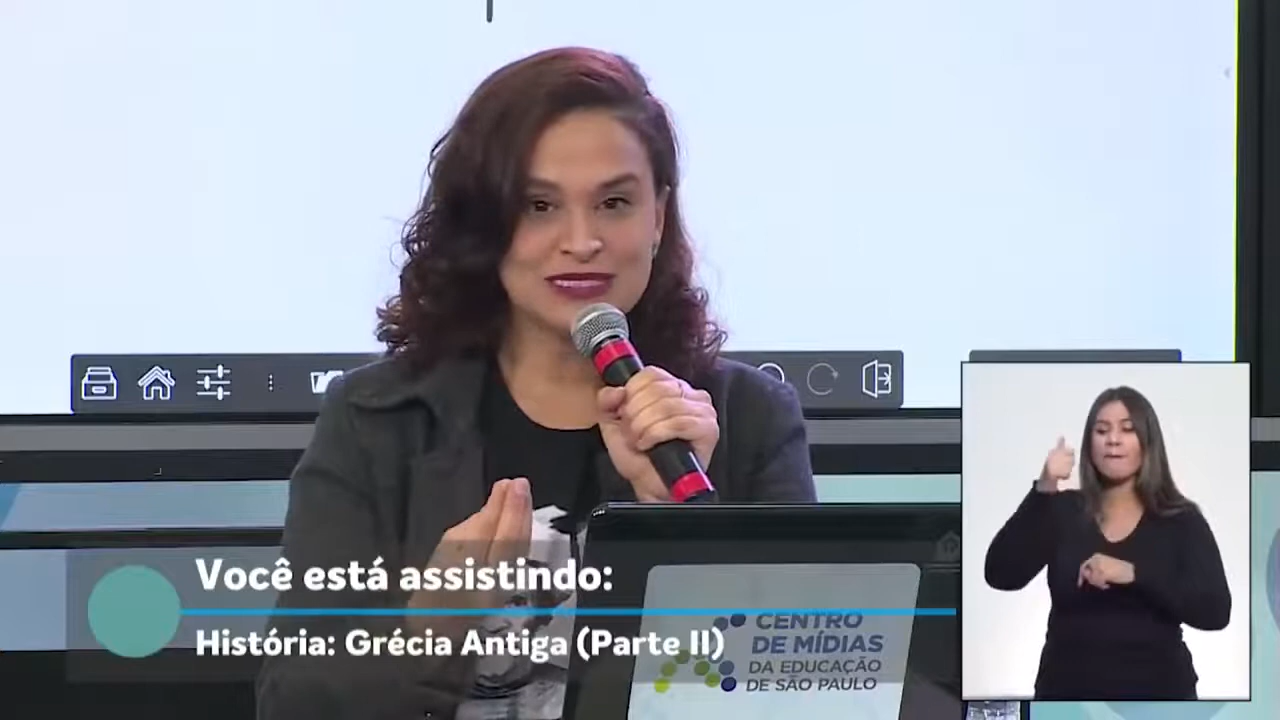 Você está assistindo:
História: Grécia Antiga (Parte II)
CENTRO
DE MÍDIAS
DA EDUCAÇÃO
DE SÃO PAULO